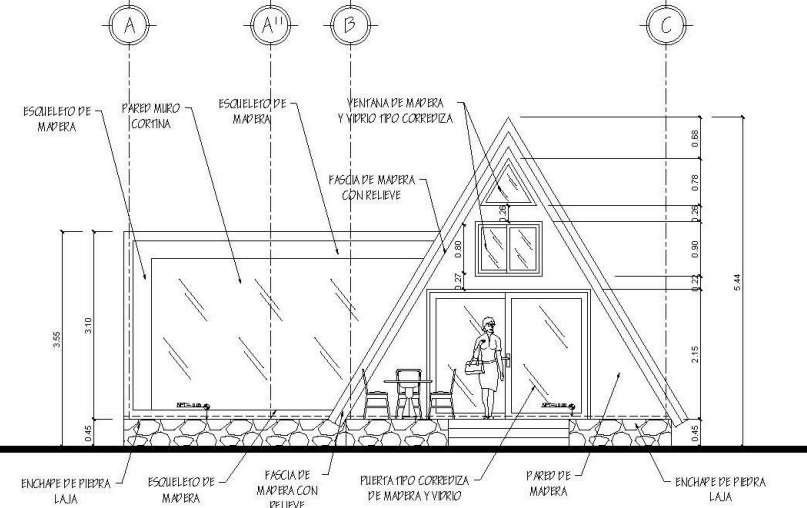 A
A"
B
C
ESQUELETO DE
MADERA
PARED MURO
CORTINA
ESQUELETO DE
MADERA
VENTANA DE MADERA
Y VIDRIO TIPO CORREDIZA
FASCIA DE MADERA
CON RELIEVE
0.68
0.78
0.26
0.26
0.80
0.90
0.27
0.22
5.44
3.55
3.10
2.15
0.45
0.45
ENCHAPE DE PIEDRA
LAJA
ESQUELETO DE
MADERA
FASCIA DE
MADERA CON
RELIEVE
PUERTA TIPO CORREDIZA
DE MADERA Y VIDRIO
PARED DE
MADERA
ENCHAPE DE PIEDRA
LAJA